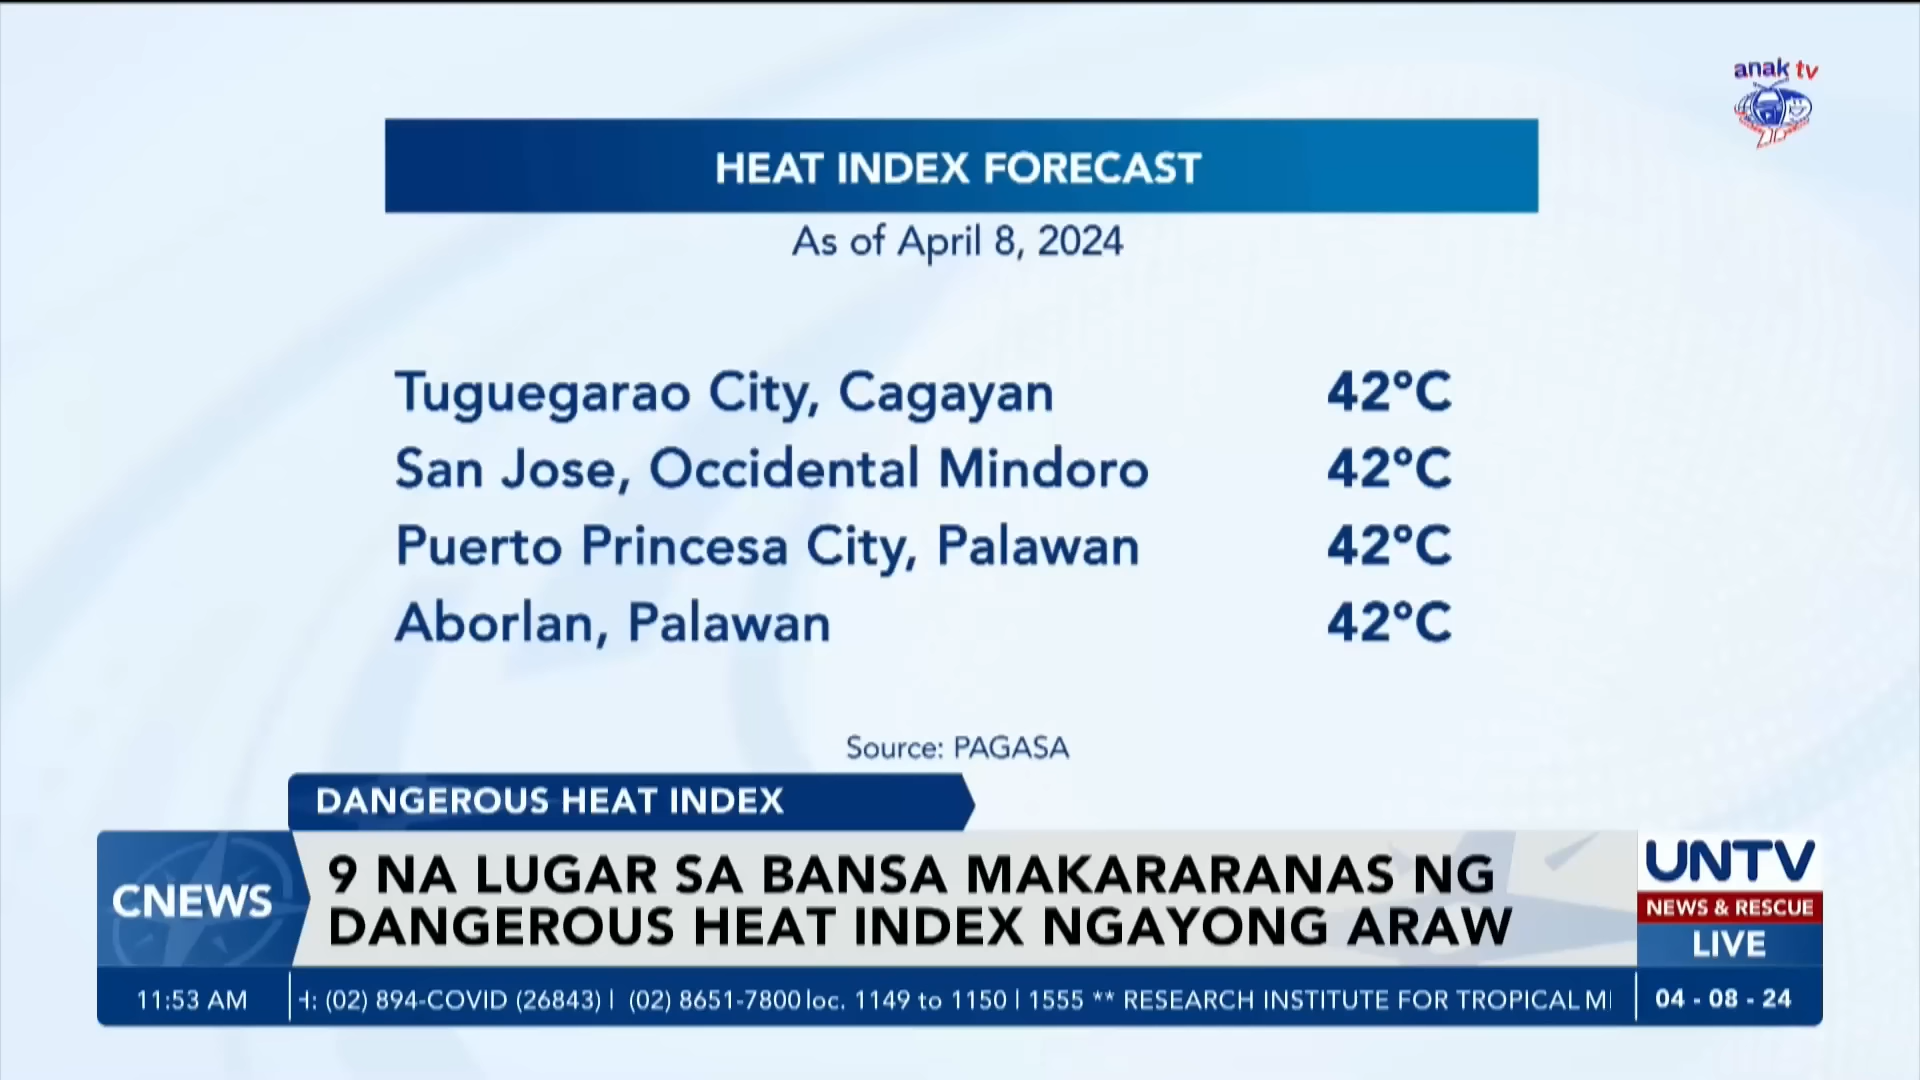 anak tv
HEAT INDEX FORECAST
As of April 8, 2024
Tuguegarao City, Cagayan 42°C
San Jose, Occidental Mindoro 42°C
Puerto Princesa City, Palawan 42°C
Aborlan, Palawan 42°C
Source: PAGASA
DANGEROUS HEAT INDEX
CNEWS
9 NA LUGAR SA BANSA MAKARARANAS NG
DANGEROUS HEAT INDEX NGAYONG ARAW
UNTV
NEWS & RESCUE
LIVE
11:53 AM
: (02) 894-COVID (26843) | (02) 8651-7800 loc. 1149 to 1150 | 1555 ** RESEARCH INSTITUTE FOR TROPICAL
04 - 08 - 24